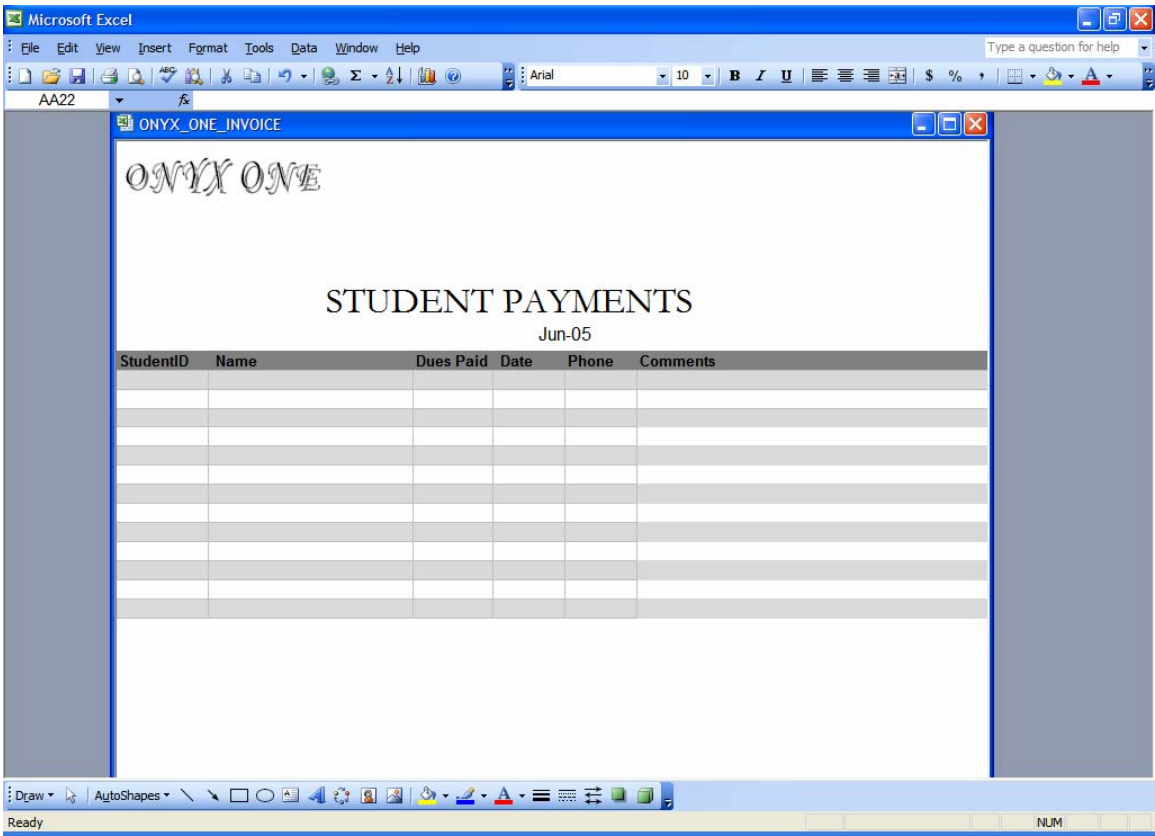 Microsoft Excel
File Edit View Insert Format Tools Data Window Help Type a question for help
ABC Σ A Z Arial 10 B I U $ % , A
AA22 fx
ONYX_ONE_INVOICE
ONYX ONE
STUDENT PAYMENTS
Jun-05
StudentID Name Dues Paid Date Phone Comments
Draw AutoShapes A A
Ready NUM